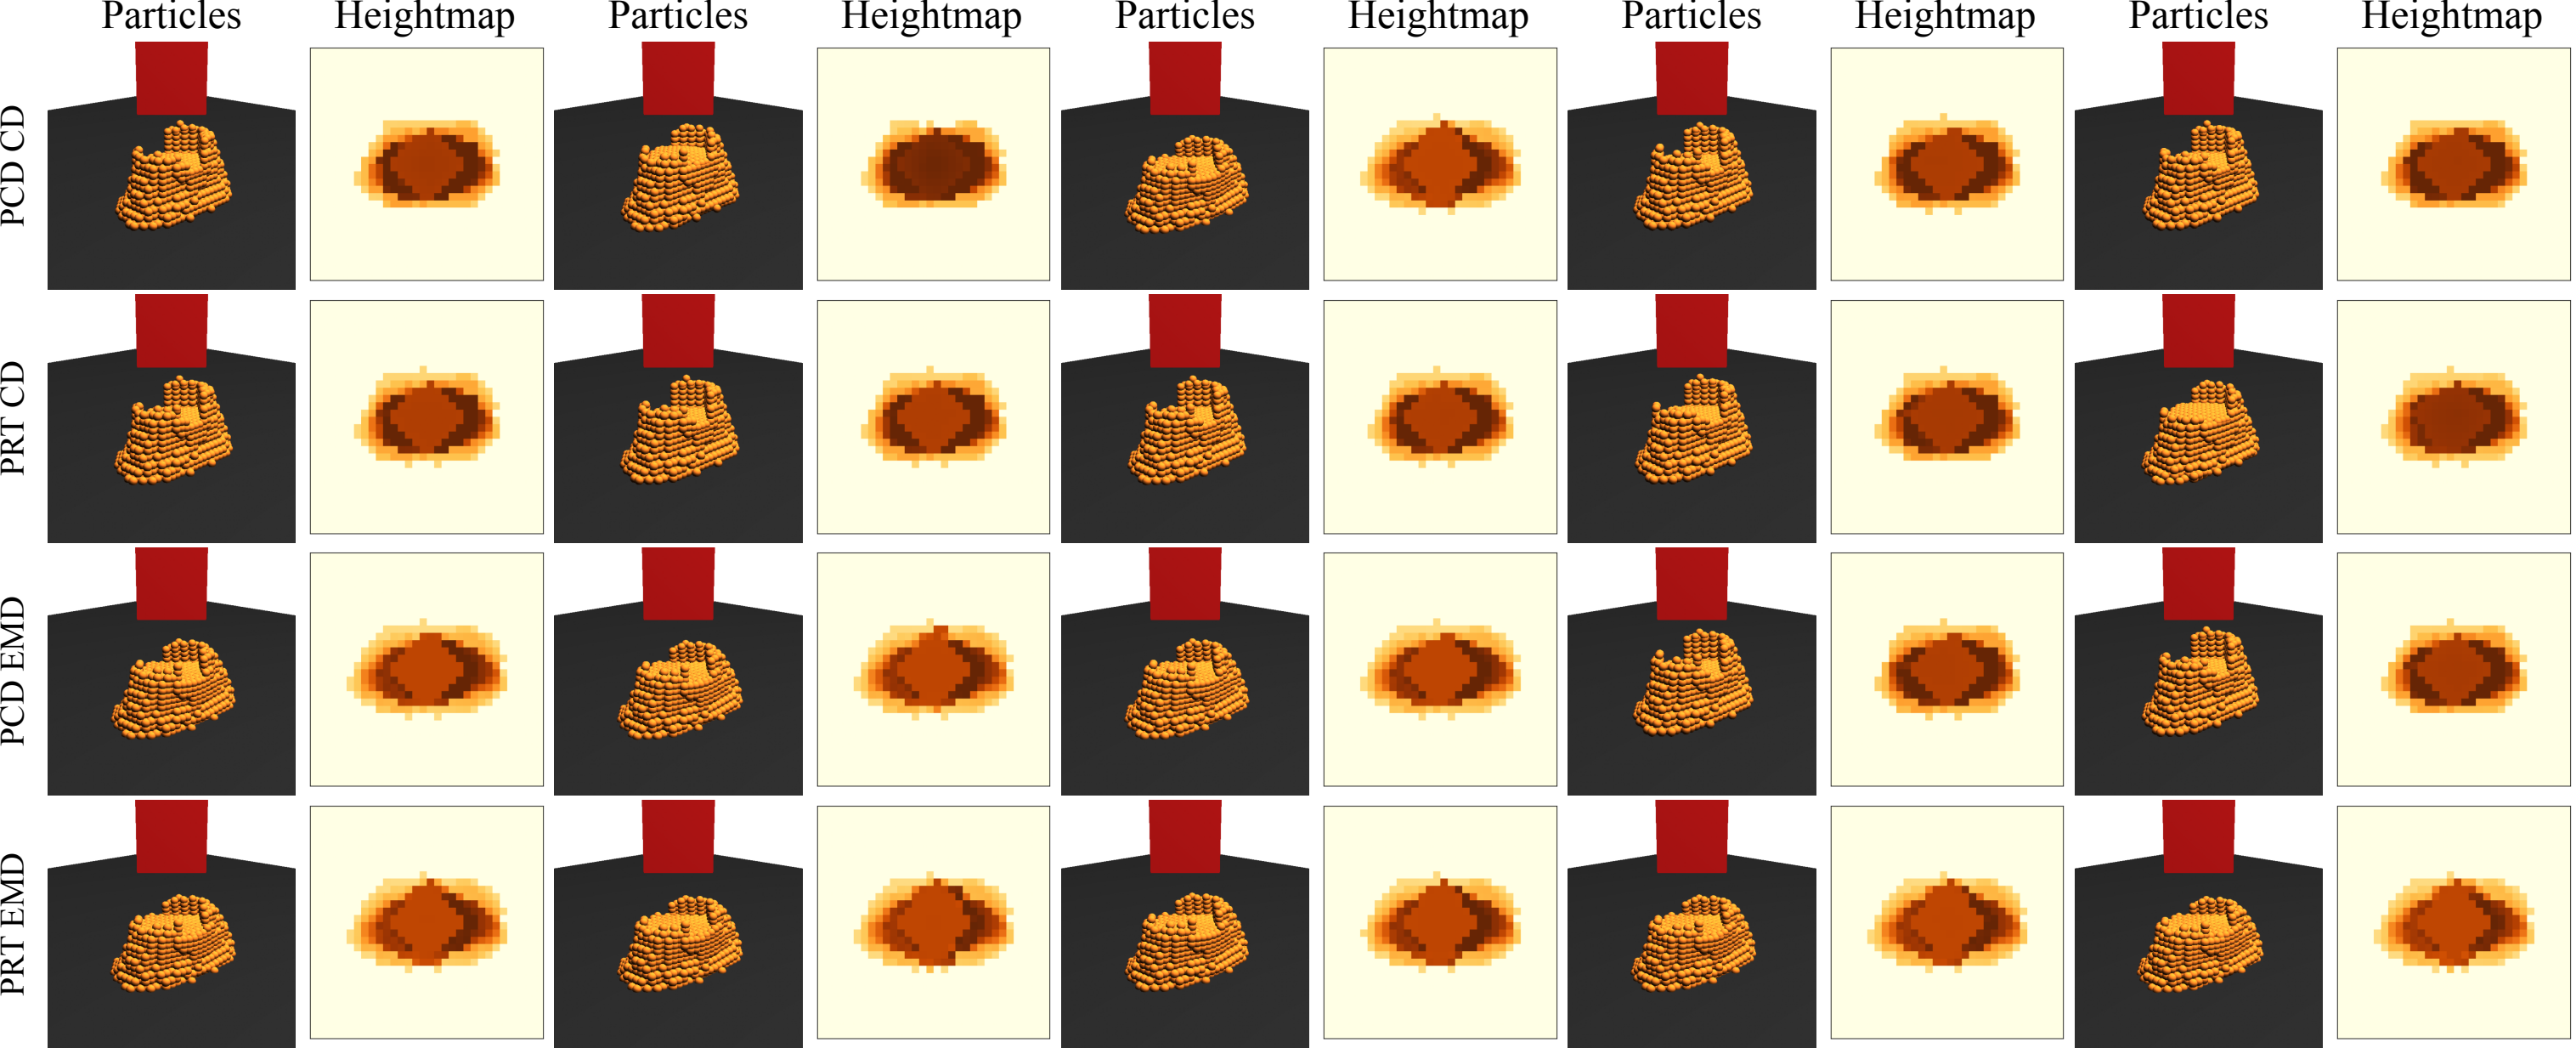 Particles Heightmap Particles Heightmap Particles Heightmap Particles Heightmap Particles Heightmap
PCD CD
PRT CD
PCD EMD
PRT EMD